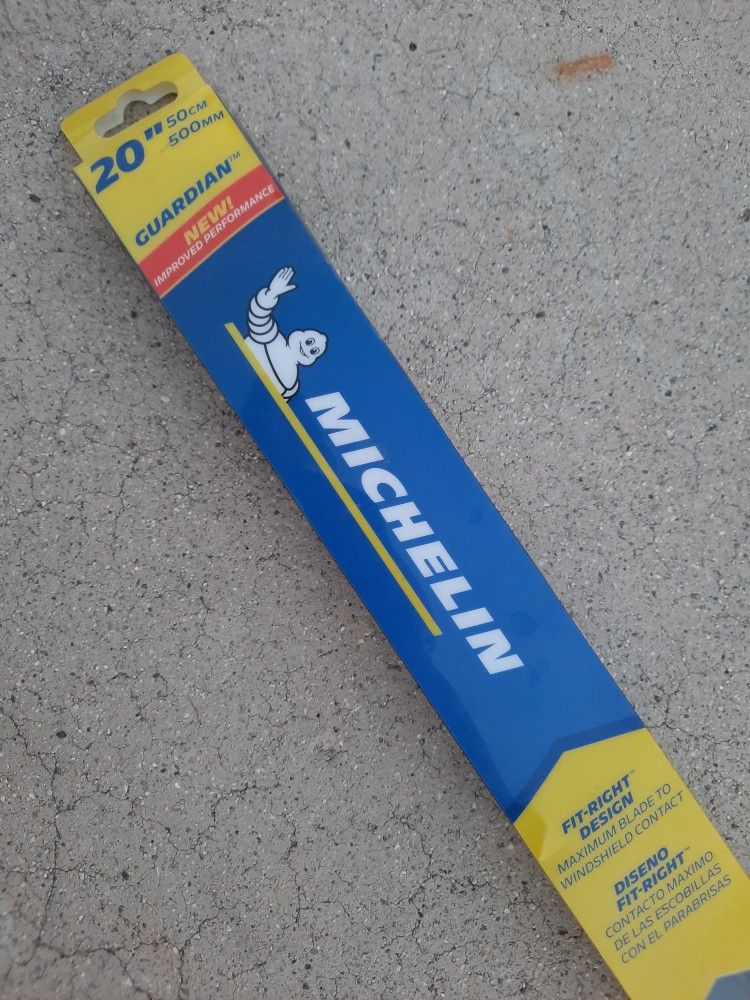 20" 50CM
500MM
GUARDIAN™
NEW!
IMPROVED PERFORMANCE
MICHELIN
FIT-RIGHT™
DESIGN
MAXIMUM BLADE TO
WINDSHIELD CONTACT
DISENO
FIT-RIGHT™
CONTACTO MAXIMO
DE LAS ESCOBILLAS
CON EL PARABRISAS